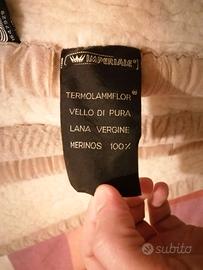 IMPERIALE®
TERMOLAMMFLOR®
VELLO DI PURA
LANA VERGINE
MERINOS 100%
subito